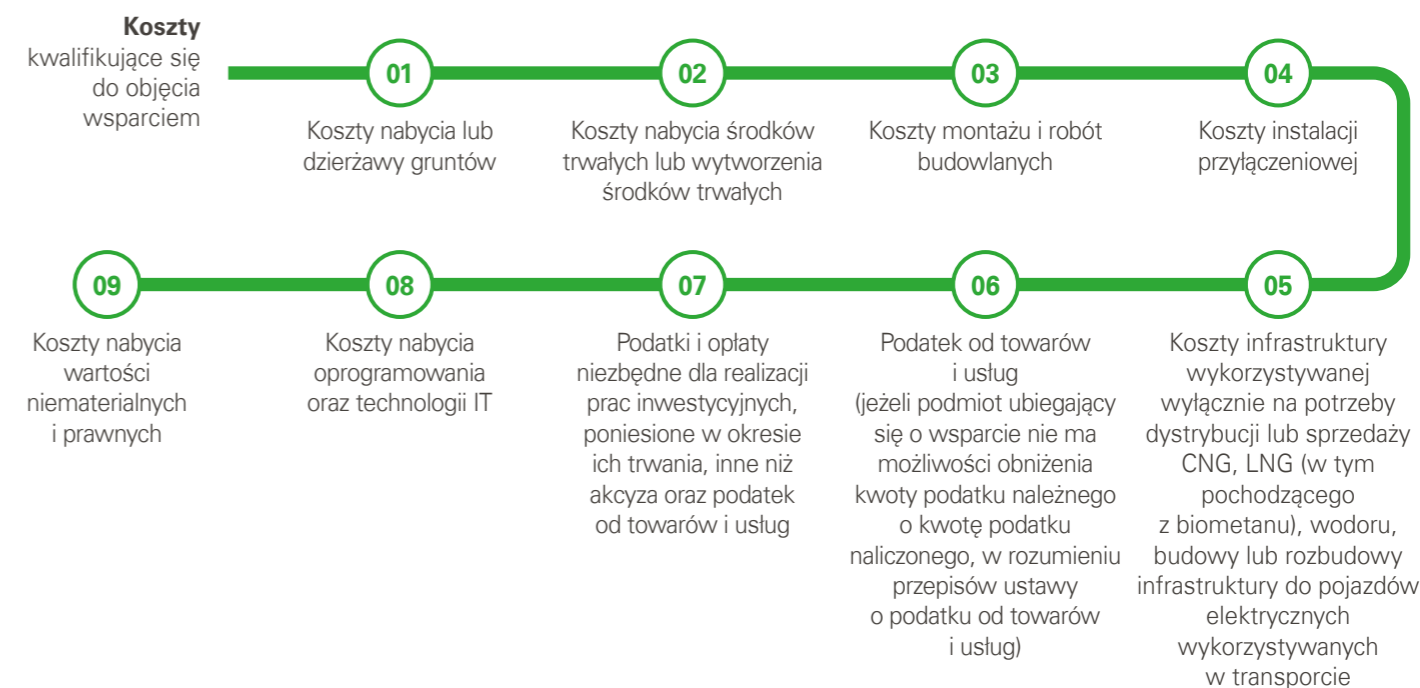 Koszty
kwalifikujące się
do objęcia
wsparciem
01
Koszty nabycia lub
dzierżawy gruntów
02
Koszty nabycia środków
trwałych lub wytworzenia
środków trwałych
03
Koszty montażu i robót
budowlanych
04
Koszty instalacji
przyłączeniowej
05
Koszty infrastruktury
wykorzystywanej
wyłącznie na potrzeby
dystrybucji lub sprzedaży
CNG, LNG (w tym
pochodzącego
z biometanu), wodoru,
budowy lub rozbudowy
infrastruktury do pojazdów
elektrycznych
wykorzystywanych
w transporcie
06
Podatek od towarów
i usług
(jeżeli podmiot ubiegający
się o wsparcie nie ma
możliwości obniżenia
kwoty podatku należnego
o kwotę podatku
naliczonego, w rozumieniu
przepisów ustawy
o podatku od towarów
i usług)
07
Podatki i opłaty
niezbędne dla realizacji
prac inwestycyjnych,
poniesione w okresie
ich trwania, inne niż
akcyza oraz podatek
od towarów i usług
08
Koszty nabycia
oprogramowania
oraz technologii IT
09
Koszty nabycia
wartości
niematerialnych
i prawnych